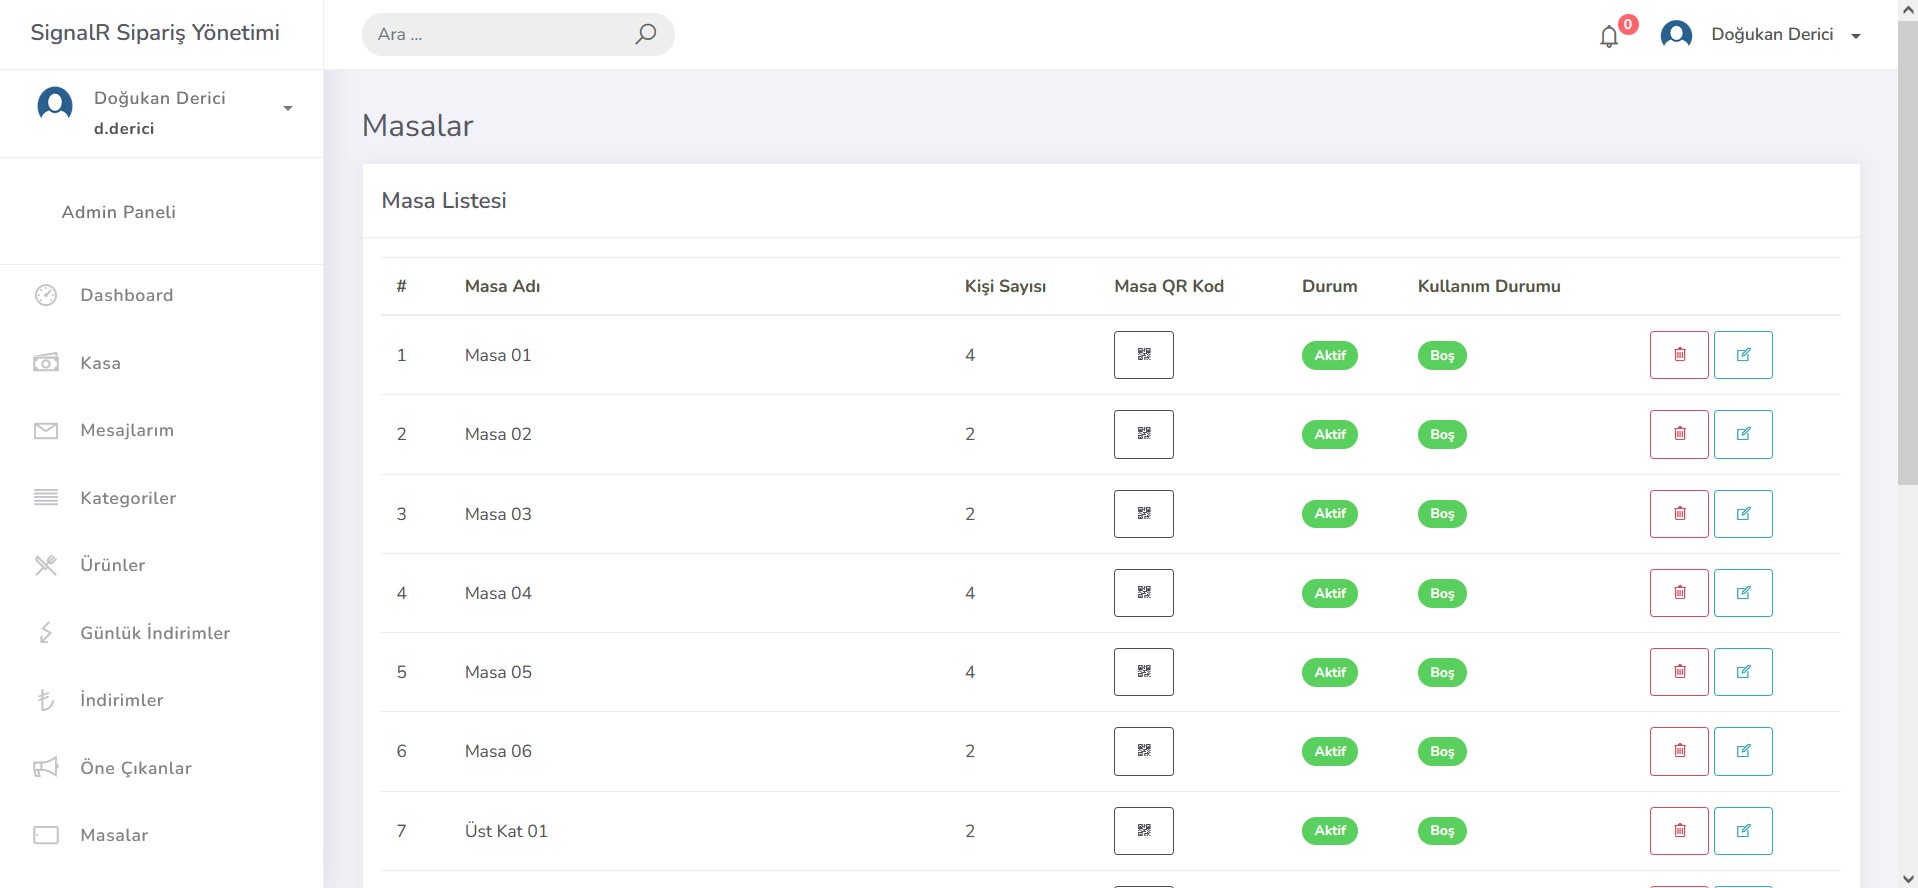 SignalR Sipariş Yönetimi
Ara ...
0
Doğukan Derici
Doğukan Derici
d.derici
Admin Paneli
Dashboard
Kasa
Mesajlarım
Kategoriler
Ürünler
Günlük İndirimler
İndirimler
Öne Çıkanlar
Masalar
Masalar
Masa Listesi
# Masa Adı Kişi Sayısı Masa QR Kod Durum Kullanım Durumu
1 Masa 01 4 Aktif Boş
2 Masa 02 2 Aktif Boş
3 Masa 03 2 Aktif Boş
4 Masa 04 4 Aktif Boş
5 Masa 05 4 Aktif Boş
6 Masa 06 2 Aktif Boş
7 Üst Kat 01 2 Aktif Boş